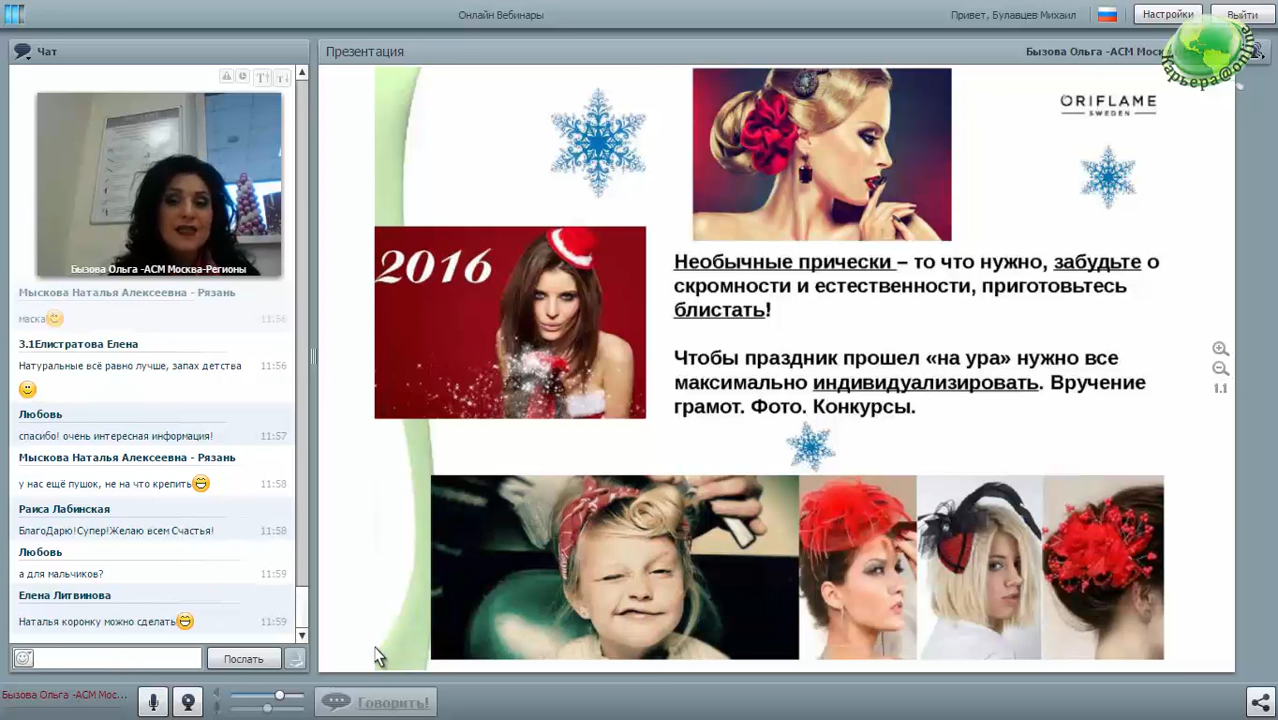 Онлайн Вебинары
Привет, Булавцев Михаил
Настройки
Выйти
Карьера@online
Чат
Бызова Ольга -АСМ Москва-Регионы
Мыскова Наталья Алексеевна - Рязань
маска
11:56
3.1Елистратова Елена
Натуральные всё равно лучше, запах детства
11:56
Любовь
спасибо! очень интересная информация!
11:57
Мыскова Наталья Алексеевна - Рязань
у нас ещё пушок, не на что крепить
11:58
Раиса Лабинская
БлагоДарю!Супер!Желаю всем Счастья!
11:58
Любовь
а для мальчиков?
11:59
Елена Литвинова
Наталья коронку можно сделать
11:59
Послать
Бызова Ольга -АСМ Мос...
Говорить!
Презентация
Бызова Ольга -АСМ Моск
ORIFLAME
SWEDEN
2016
Необычные прически – то что нужно, забудьте о
скромности и естественности, приготовьтесь
блистать!
Чтобы праздник прошел «на ура» нужно все
максимально индивидуализировать. Вручение
грамот. Фото. Конкурсы.
1.1